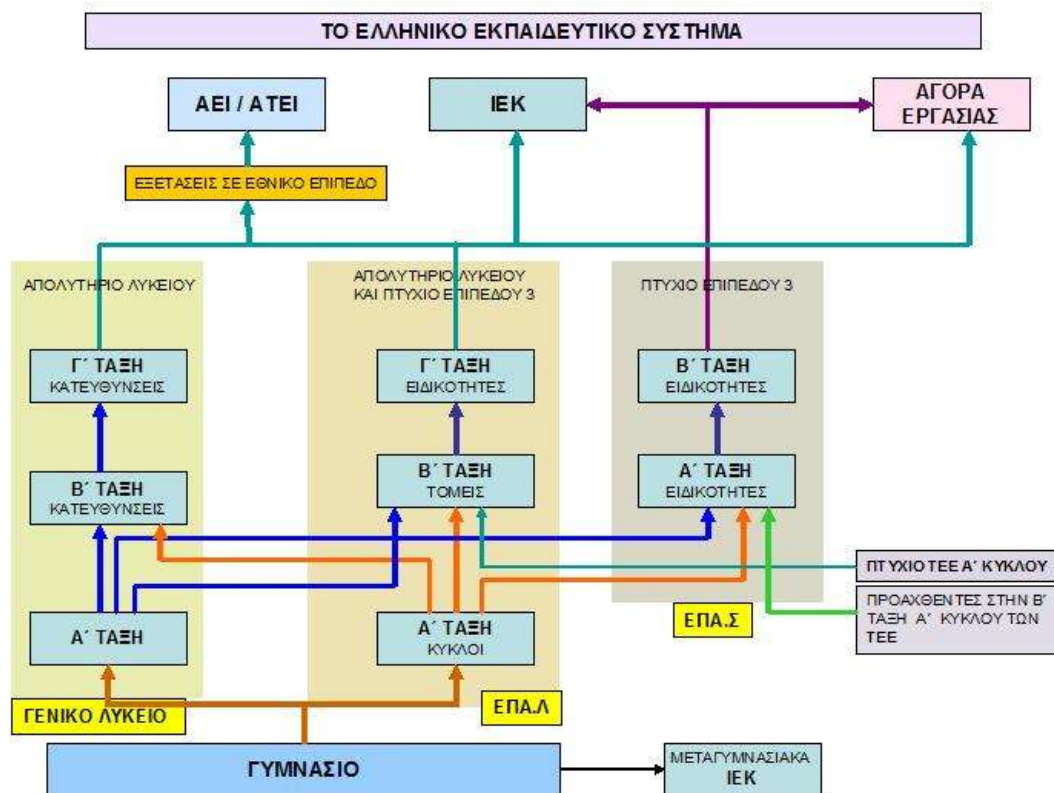 ΤΟ ΕΛΛΗΝΙΚΟ ΕΚΠΑΙΔΕΥΤΙΚΟ ΣΥΣΤΗΜΑ
ΑΕΙ / ΑΤΕΙ
ΙΕΚ
ΑΓΟΡΑ
ΕΡΓΑΣΙΑΣ
ΕΞΕΤΑΣΕΙΣ ΣΕ ΕΘΝΙΚΟ ΕΠΙΠΕΔΟ
ΑΠΟΛΥΤΗΡΙΟ ΛΥΚΕΙΟΥ
ΑΠΟΛΥΤΗΡΙΟ ΛΥΚΕΙΟΥ
ΚΑΙ ΠΤΥΧΙΟ ΕΠΙΠΕΔΟΥ 3
ΠΤΥΧΙΟ ΕΠΙΠΕΔΟΥ 3
Γ΄ ΤΑΞΗ
ΚΑΤΕΥΘΥΝΣΕΙΣ
Γ΄ ΤΑΞΗ
ΕΙΔΙΚΟΤΗΤΕΣ
Β΄ ΤΑΞΗ
ΕΙΔΙΚΟΤΗΤΕΣ
Β΄ ΤΑΞΗ
ΚΑΤΕΥΘΥΝΣΕΙΣ
Β΄ ΤΑΞΗ
ΤΟΜΕΙΣ
Α΄ ΤΑΞΗ
ΕΙΔΙΚΟΤΗΤΕΣ
ΠΤΥΧΙΟ ΤΕΕ Α' ΚΥΚΛΟΥ
ΠΡΟΑΧΘΕΝΤΕΣ ΣΤΗΝ Β'
ΤΑΞΗ Α' ΚΥΚΛΟΥ ΤΩΝ
ΤΕΕ
Α΄ ΤΑΞΗ
Α΄ ΤΑΞΗ
ΚΥΚΛΟΙ
ΕΠΑ.Σ
ΓΕΝΙΚΟ ΛΥΚΕΙΟ
ΕΠΑ.Λ
ΓΥΜΝΑΣΙΟ
ΜΕΤΑΓΥΜΝΑΣΙΑΚΑ
ΙΕΚ